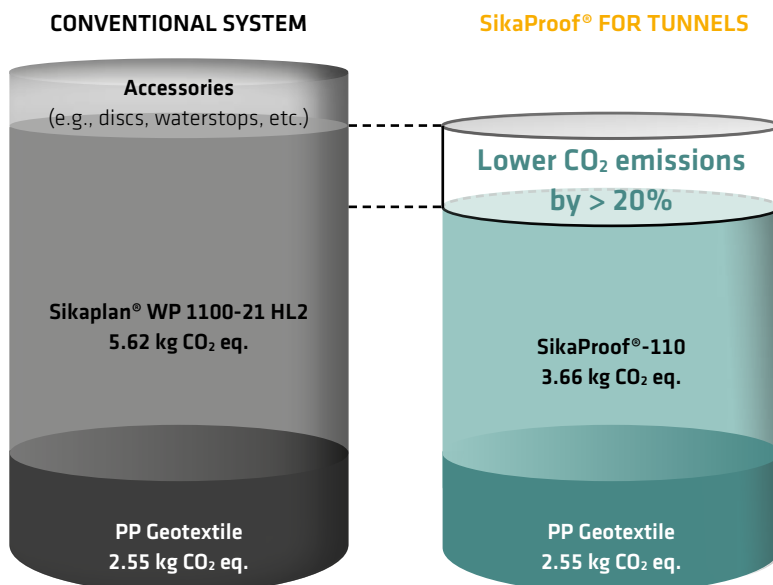 CONVENTIONAL SYSTEM
SikaProof® FOR TUNNELS
Accessories
(e.g., discs, waterstops, etc.)
Lower CO₂ emissions
by > 20%
Sikaplan® WP 1100-21 HL2
5.62 kg CO₂ eq.
SikaProof®-110
3.66 kg CO₂ eq.
PP Geotextile
2.55 kg CO₂ eq.
PP Geotextile
2.55 kg CO₂ eq.